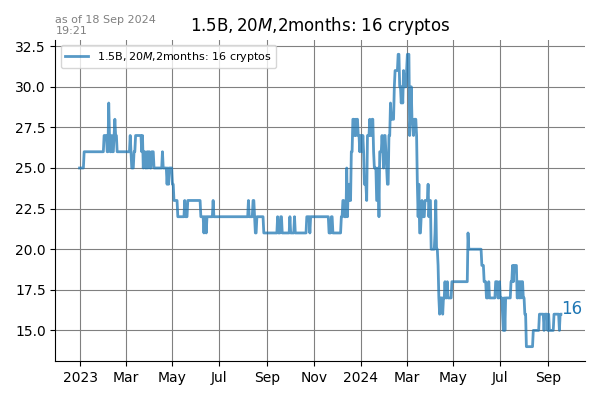 as of 18 Sep 2024
19:21
1.5B, 20M,2months: 16 cryptos
1.5B, 20M,2months: 16 cryptos
32.5
30.0
27.5
25.0
22.5
20.0
17.5
15.0
16
2023 Mar May Jul Sep Nov 2024 Mar May Jul Sep